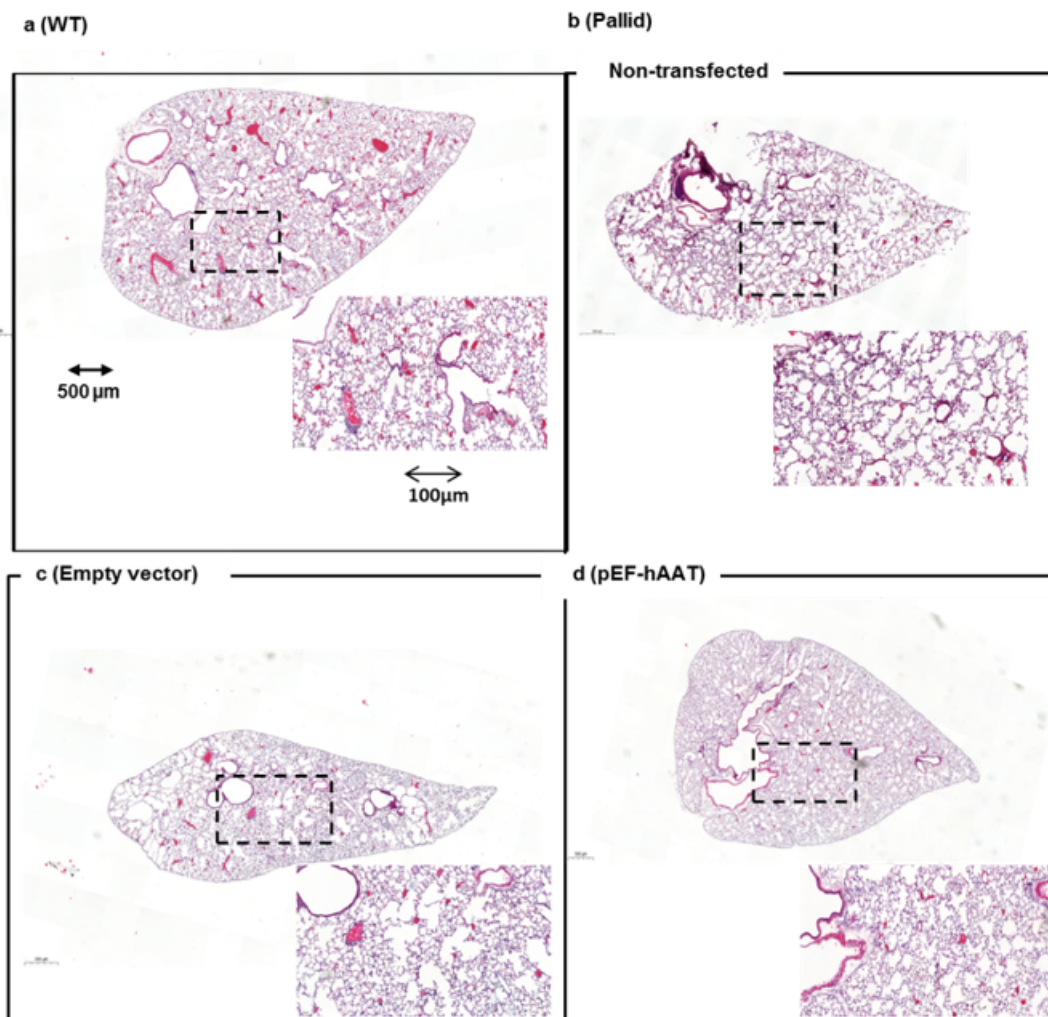 a (WT)
b (Pallid)
Non-transfected
500 µm
100µm
c (Empty vector)
d (pEF-hAAT)